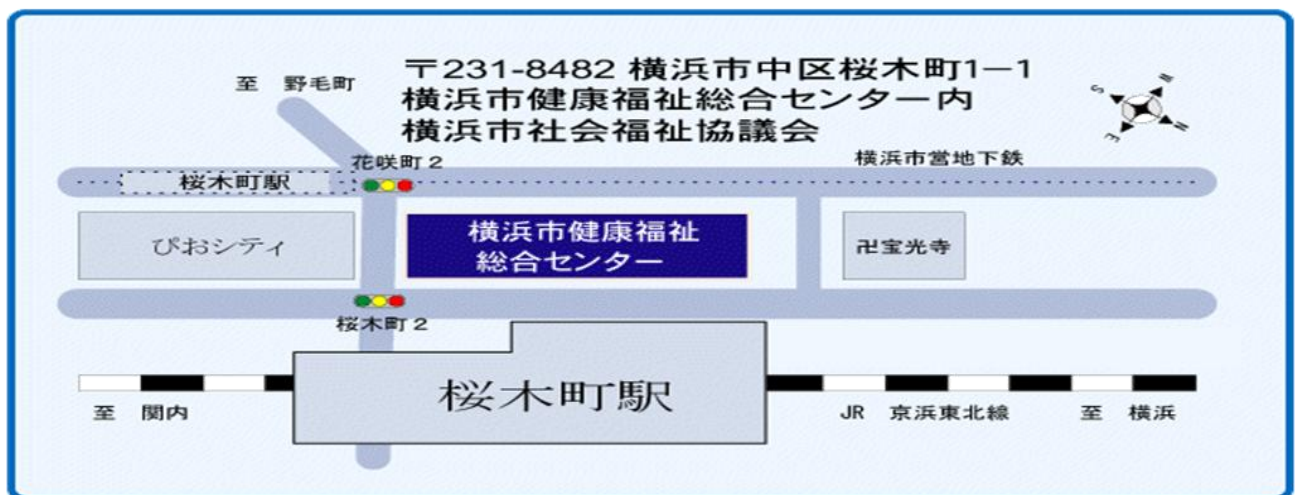 〒231-8482 横浜市中区桜木町1ー1
横浜市健康福祉総合センター内
横浜市社会福祉協議会
至 野毛町
花咲町2
横浜市営地下鉄
桜木町駅
ぴおシティ
横浜市健康福祉
総合センター
卍宝光寺
桜木町2
桜木町駅
至 関内
JR 京浜東北線
至 横浜
S
W
E
N